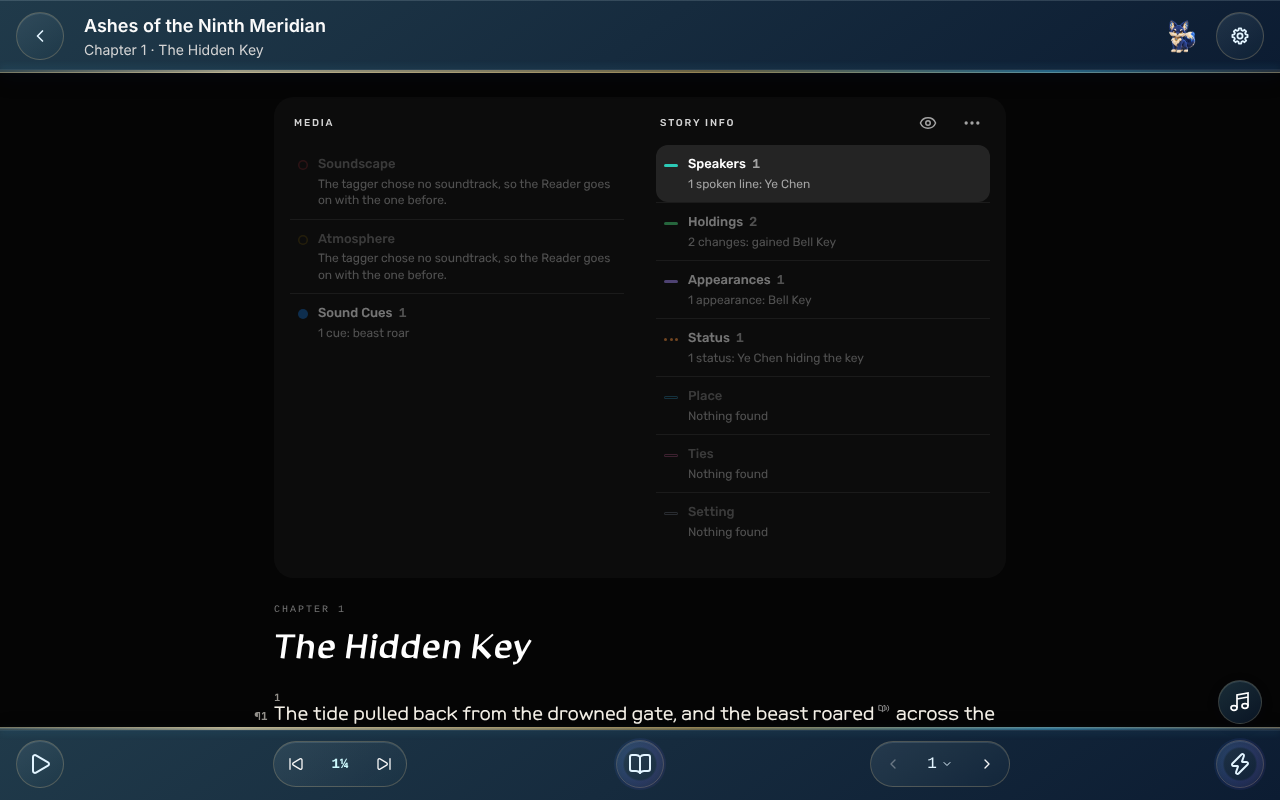 Ashes of the Ninth Meridian
Chapter 1 · The Hidden Key
MEDIA
Soundscape
The tagger chose no soundtrack, so the Reader goes
on with the one before.
Atmosphere
The tagger chose no soundtrack, so the Reader goes
on with the one before.
Sound Cues 1
1 cue: beast roar
STORY INFO
Speakers 1
1 spoken line: Ye Chen
Holdings 2
2 changes: gained Bell Key
Appearances 1
1 appearance: Bell Key
Status 1
1 status: Ye Chen hiding the key
Place
Nothing found
Ties
Nothing found
Setting
Nothing found
CHAPTER 1
The Hidden Key
1
¶1 The tide pulled back from the drowned gate, and the beast roared across the
1¼
1